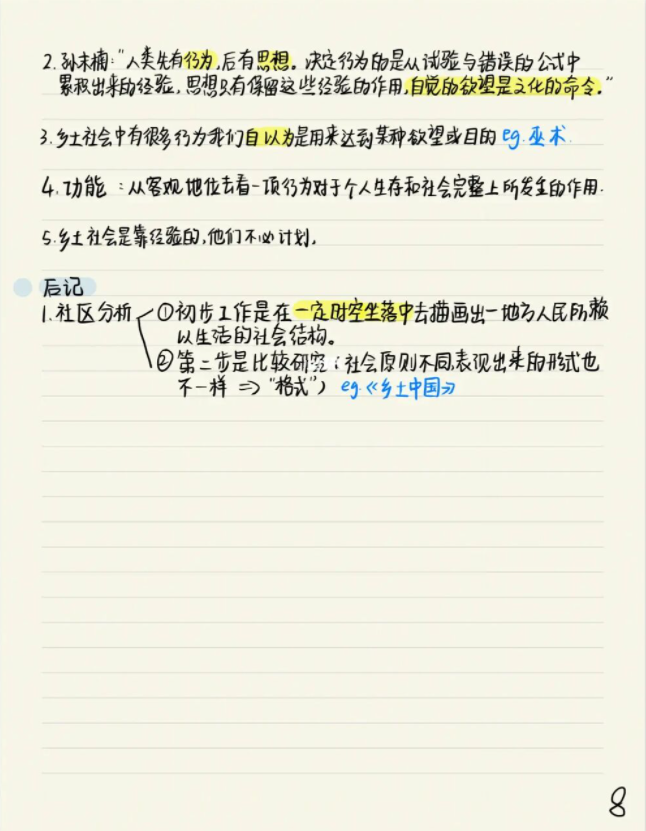 2.孙末楠:“人类先有行为,后有思想。决定行为的是从试验与错误的公式中
累积出来的经验,思想只有保留这些经验的作用,自觉的欲望是文化的命令。”
3.乡土社会中有很多行为我们自以为是用来达到某种欲望或目的 eg.巫术
4.功能:从客观地位去看一项行为对于个人生存和社会完整上所发生的作用.
5.乡土社会是靠经验的,他们不必计划.
后记
1.社区分析 ①初步工作是在一定时空坐落中去描画出一地方人民所赖
以生活的社会结构。
②第二步是比较研究(社会原则不同表现出来的形式也
不一样 => “格式”) eg.《乡土中国》
8